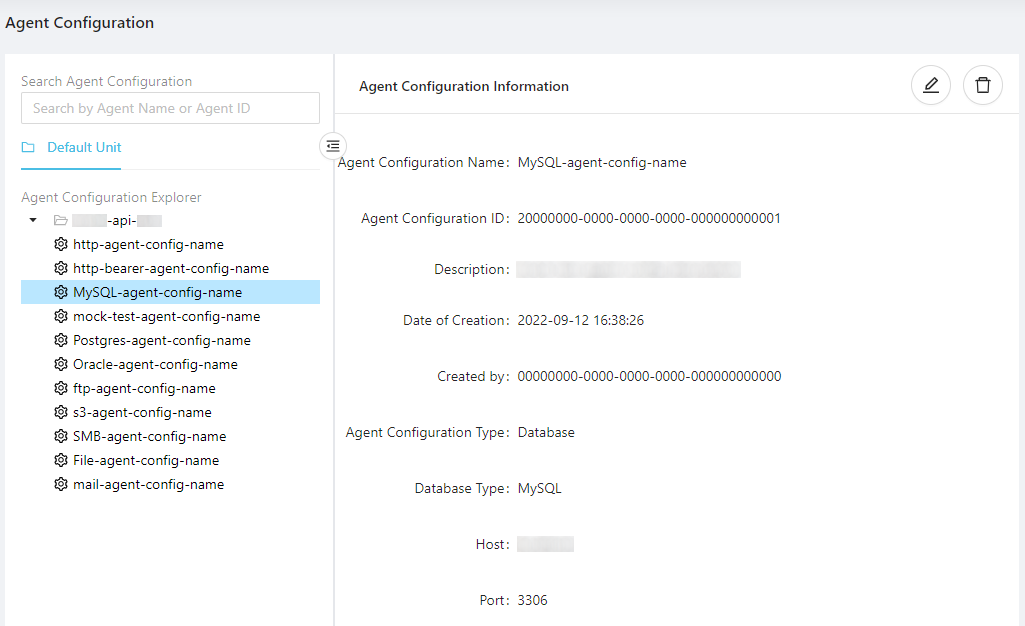 Agent Configuration
Search Agent Configuration
Search by Agent Name or Agent ID
Default Unit
Agent Configuration Explorer
-api-
http-agent-config-name
http-bearer-agent-config-name
MySQL-agent-config-name
mock-test-agent-config-name
Postgres-agent-config-name
Oracle-agent-config-name
ftp-agent-config-name
s3-agent-config-name
SMB-agent-config-name
File-agent-config-name
mail-agent-config-name
Agent Configuration Information
Agent Configuration Name: MySQL-agent-config-name
Agent Configuration ID: 20000000-0000-0000-0000-000000000001
Description:
Date of Creation: 2022-09-12 16:38:26
Created by: 00000000-0000-0000-0000-000000000000
Agent Configuration Type: Database
Database Type: MySQL
Host:
Port: 3306